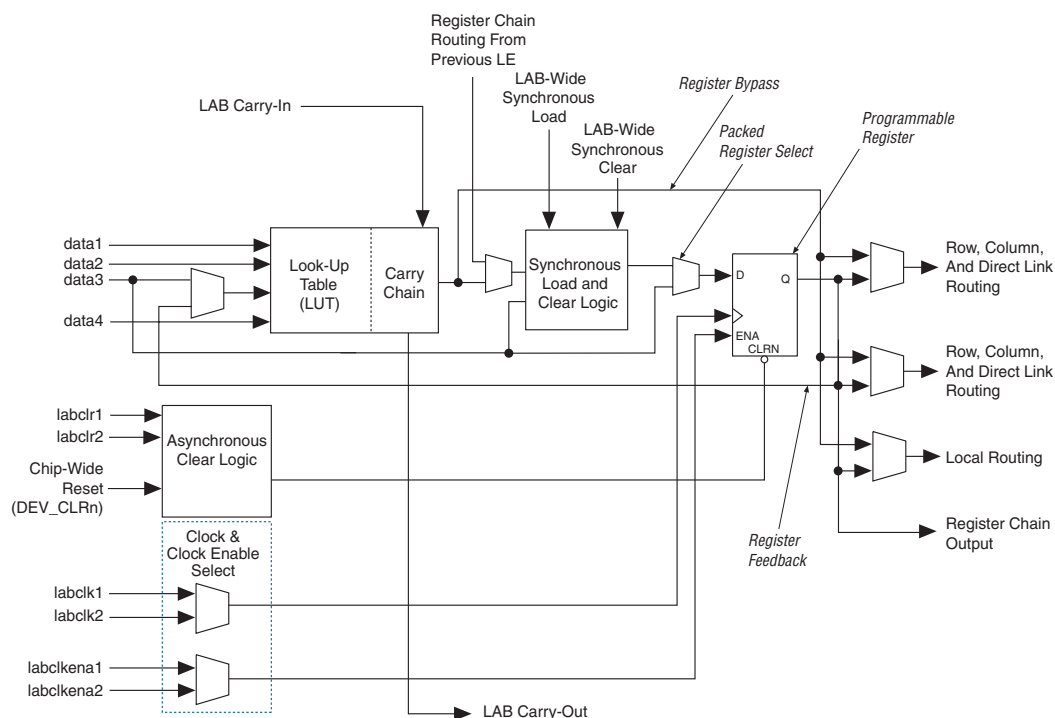 Register Chain
Routing From
Previous LE
LAB-Wide
Synchronous
Load
Register Bypass
LAB Carry-In
LAB-Wide
Synchronous
Clear
Packed
Register Select
Programmable
Register
data1
data2
data3
data4
Look-Up
Table
(LUT)
Carry
Chain
Synchronous
Load and
Clear Logic
D
Q
ENA
CLRN
Row, Column,
And Direct Link
Routing
Row, Column,
And Direct Link
Routing
labclr1
labclr2
Chip-Wide
Reset
(DEV_CLRn)
Asynchronous
Clear Logic
Local Routing
Clock &
Clock Enable
Select
Register
Feedback
Register Chain
Output
labclk1
labclk2
labclkena1
labclkena2
LAB Carry-Out